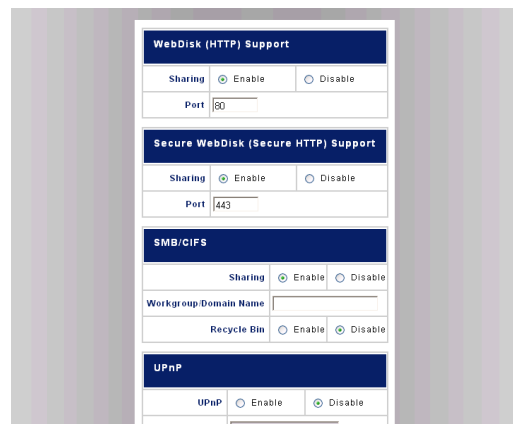 WebDisk (HTTP) Support
Sharing Enable Disable
Port 80
Secure WebDisk (Secure HTTP) Support
Sharing Enable Disable
Port 443
SMB/CIFS
Sharing Enable Disable
Workgroup/Domain Name
Recycle Bin Enable Disable
UPnP
UPnP Enable Disable